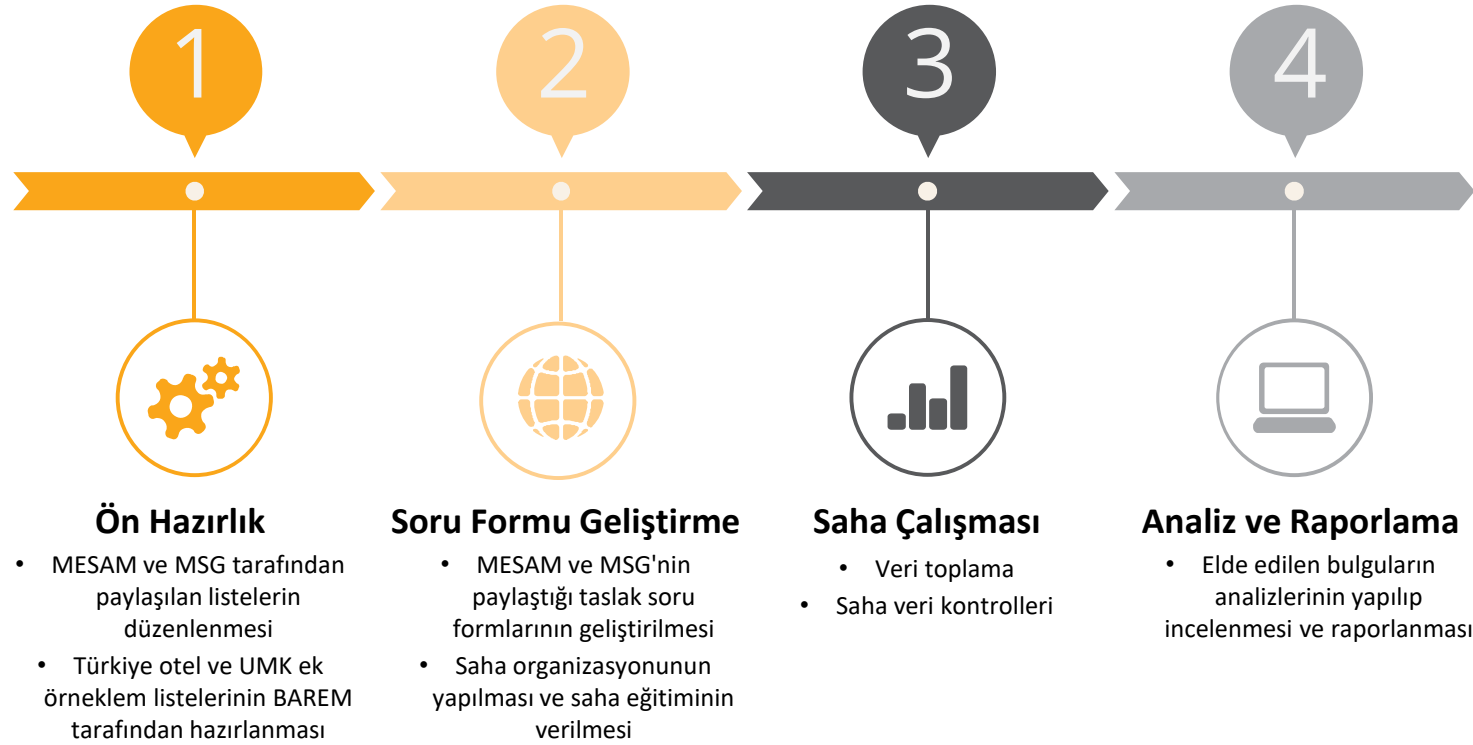 1
2
3
4
Ön Hazırlık
• MESAM ve MSG tarafından
paylaşılan listelerin
düzenlenmesi
• Türkiye otel ve UMK ek
örneklem listelerinin BAREM
tarafından hazırlanması
Soru Formu Geliştirme
• MESAM ve MSG'nin
paylaştığı taslak soru
formlarının geliştirilmesi
• Saha organizasyonunun
yapılması ve saha eğitiminin
verilmesi
Saha Çalışması
• Veri toplama
• Saha veri kontrolleri
Analiz ve Raporlama
• Elde edilen bulguların
analizlerinin yapılıp
incelenmesi ve raporlanması